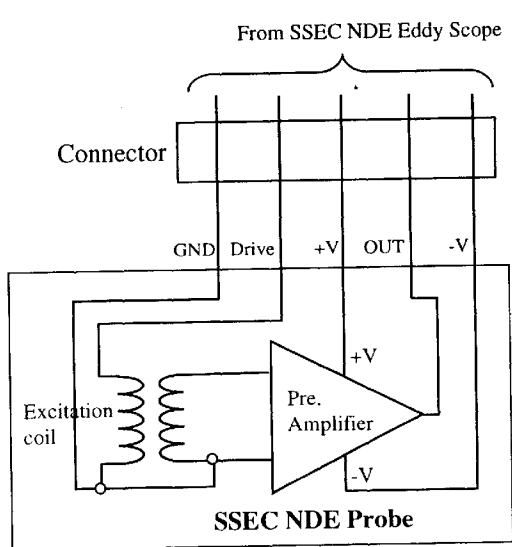 From SSEC NDE Eddy Scope
Connector
GND Drive +V OUT -V
+V
Excitation
coil
Pre.
Amplifier
-V
SSEC NDE Probe